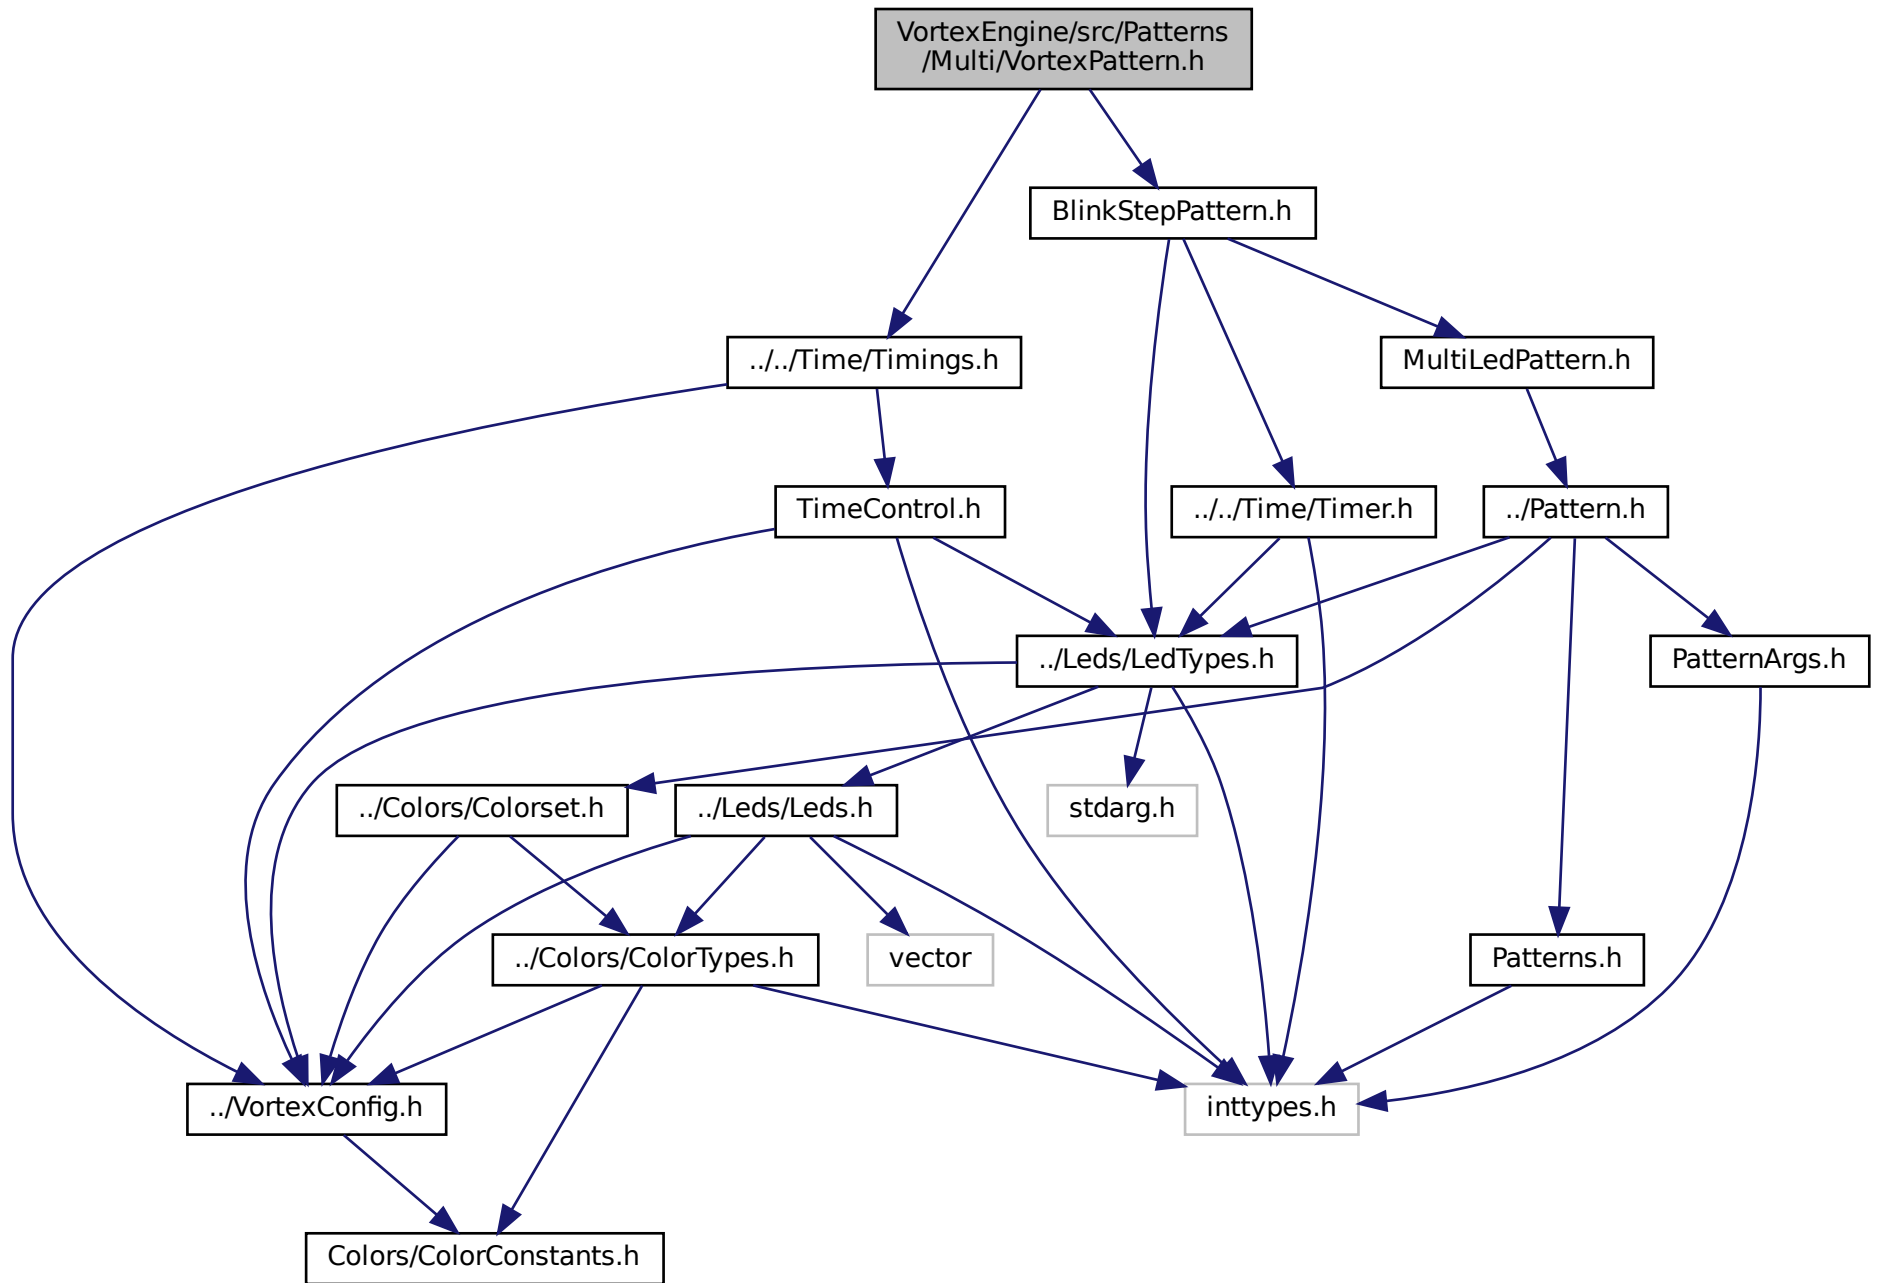 VortexEngine/src/Patterns
/Multi/VortexPattern.h
BlinkStepPattern.h
../../Time/Timings.h
MultiLedPattern.h
TimeControl.h
../../Time/Timer.h
../Pattern.h
../Leds/LedTypes.h
PatternArgs.h
../Colors/Colorset.h
../Leds/Leds.h
stdarg.h
../Colors/ColorTypes.h
vector
Patterns.h
../VortexConfig.h
inttypes.h
Colors/ColorConstants.h